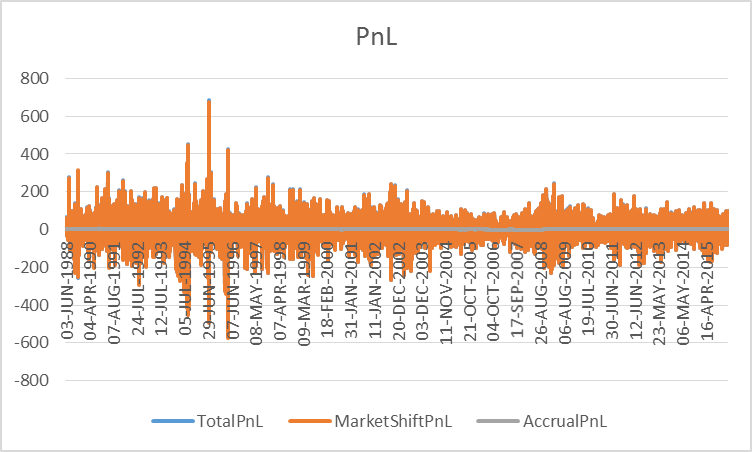 PnL
800
600
400
200
0
-200
-400
-600
-800
03-JUN-1988
04-APR-1990
07-AUG-1991
24-JUL-1992
12-JUL-1993
05-JUL-1994
29-JUN-1995
07-JUN-1996
08-MAY-1997
07-APR-1998
09-MAR-1999
18-FEB-2000
31-JAN-2001
11-JAN-2002
20-DEC-2002
03-DEC-2003
11-NOV-2004
21-OCT-2005
04-OCT-2006
17-SEP-2007
26-AUG-2008
06-AUG-2009
19-JUL-2010
30-JUN-2011
12-JUN-2012
23-MAY-2013
06-MAY-2014
16-APR-2015
TotalPnL MarketShiftPnL AccrualPnL